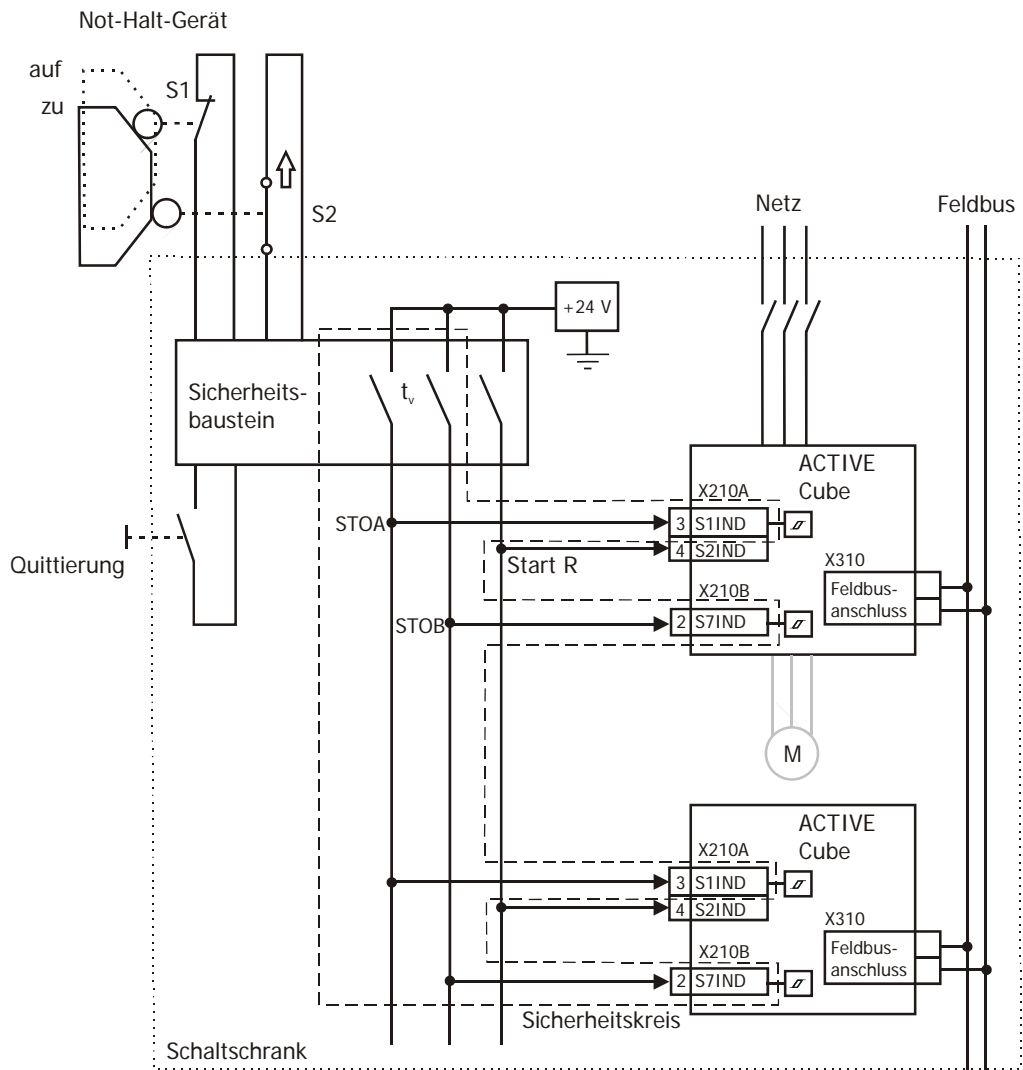 Not-Halt-Gerät
auf
zu
S1
S2
Netz
Feldbus
+24 V
Sicherheits-
baustein
tv
ACTIVE
Cube
X210A
3 S1IND
4 S2IND
STOA
Start R
Quittierung
X310
Feldbus-
anschluss
X210B
2 S7IND
STOB
M
ACTIVE
Cube
X210A
3 S1IND
4 S2IND
X310
Feldbus-
anschluss
X210B
2 S7IND
Sicherheitskreis
Schaltschrank